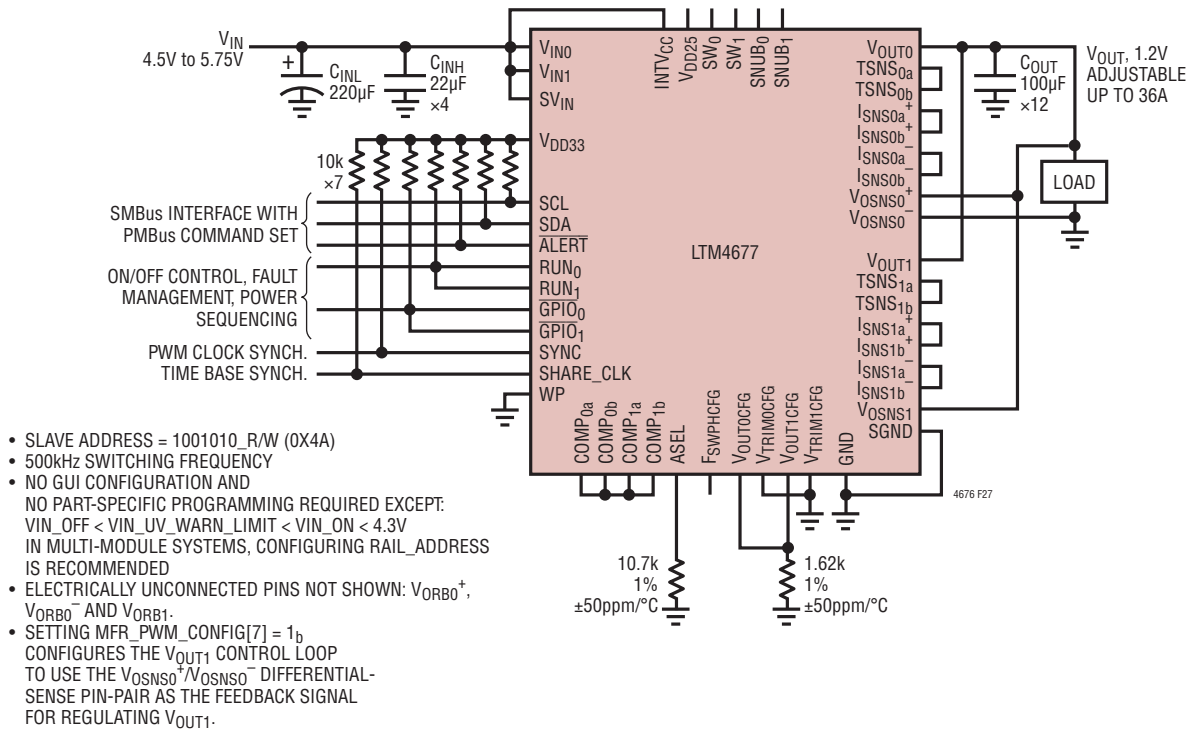 VIN
4.5V to 5.75V
+
CINL
220µF
CINH
22µF
×4
10k
×7
SMBus INTERFACE WITH
PMBus COMMAND SET
ON/OFF CONTROL, FAULT
MANAGEMENT, POWER
SEQUENCING
PWM CLOCK SYNCH.
TIME BASE SYNCH.
INTVCC
VDD25
SW0
SW1
SNUB0
SNUB1
VIN0
VIN1
SVIN
VDD33
SCL
SDA
ALERT
RUN0
RUN1
GPIO0
GPIO1
SYNC
SHARE_CLK
WP
LTM4677
VOUT0
TSNS0a
TSNS0b
ISNS0a+
ISNS0b+
ISNS0a–
ISNS0b–
VOSNS0+
VOSNS0–
VOUT1
TSNS1a
TSNS1b
ISNS1a+
ISNS1b+
ISNS1a–
ISNS1b–
VOSNS1
SGND
COMP0a
COMP0b
COMP1a
COMP1b
ASEL
FSWPHCFG
VOUT0CFG
VTRIM0CFG
VOUT1CFG
VTRIM1CFG
GND
COUT
100µF
×12
VOUT, 1.2V
ADJUSTABLE
UP TO 36A
LOAD
4676 F27
10.7k
1%
±50ppm/°C
1.62k
1%
±50ppm/°C
• SLAVE ADDRESS = 1001010_R/W (0X4A)
• 500kHz SWITCHING FREQUENCY
• NO GUI CONFIGURATION AND
NO PART-SPECIFIC PROGRAMMING REQUIRED EXCEPT:
VIN_OFF < VIN_UV_WARN_LIMIT < VIN_ON < 4.3V
IN MULTI-MODULE SYSTEMS, CONFIGURING RAIL_ADDRESS
IS RECOMMENDED
• ELECTRICALLY UNCONNECTED PINS NOT SHOWN: VORB0+,
VORB0– AND VORB1.
• SETTING MFR_PWM_CONFIG[7] = 1b
CONFIGURES THE VOUT1 CONTROL LOOP
TO USE THE VOSNS0+/VOSNSO– DIFFERENTIAL-
SENSE PIN-PAIR AS THE FEEDBACK SIGNAL
FOR REGULATING VOUT1.